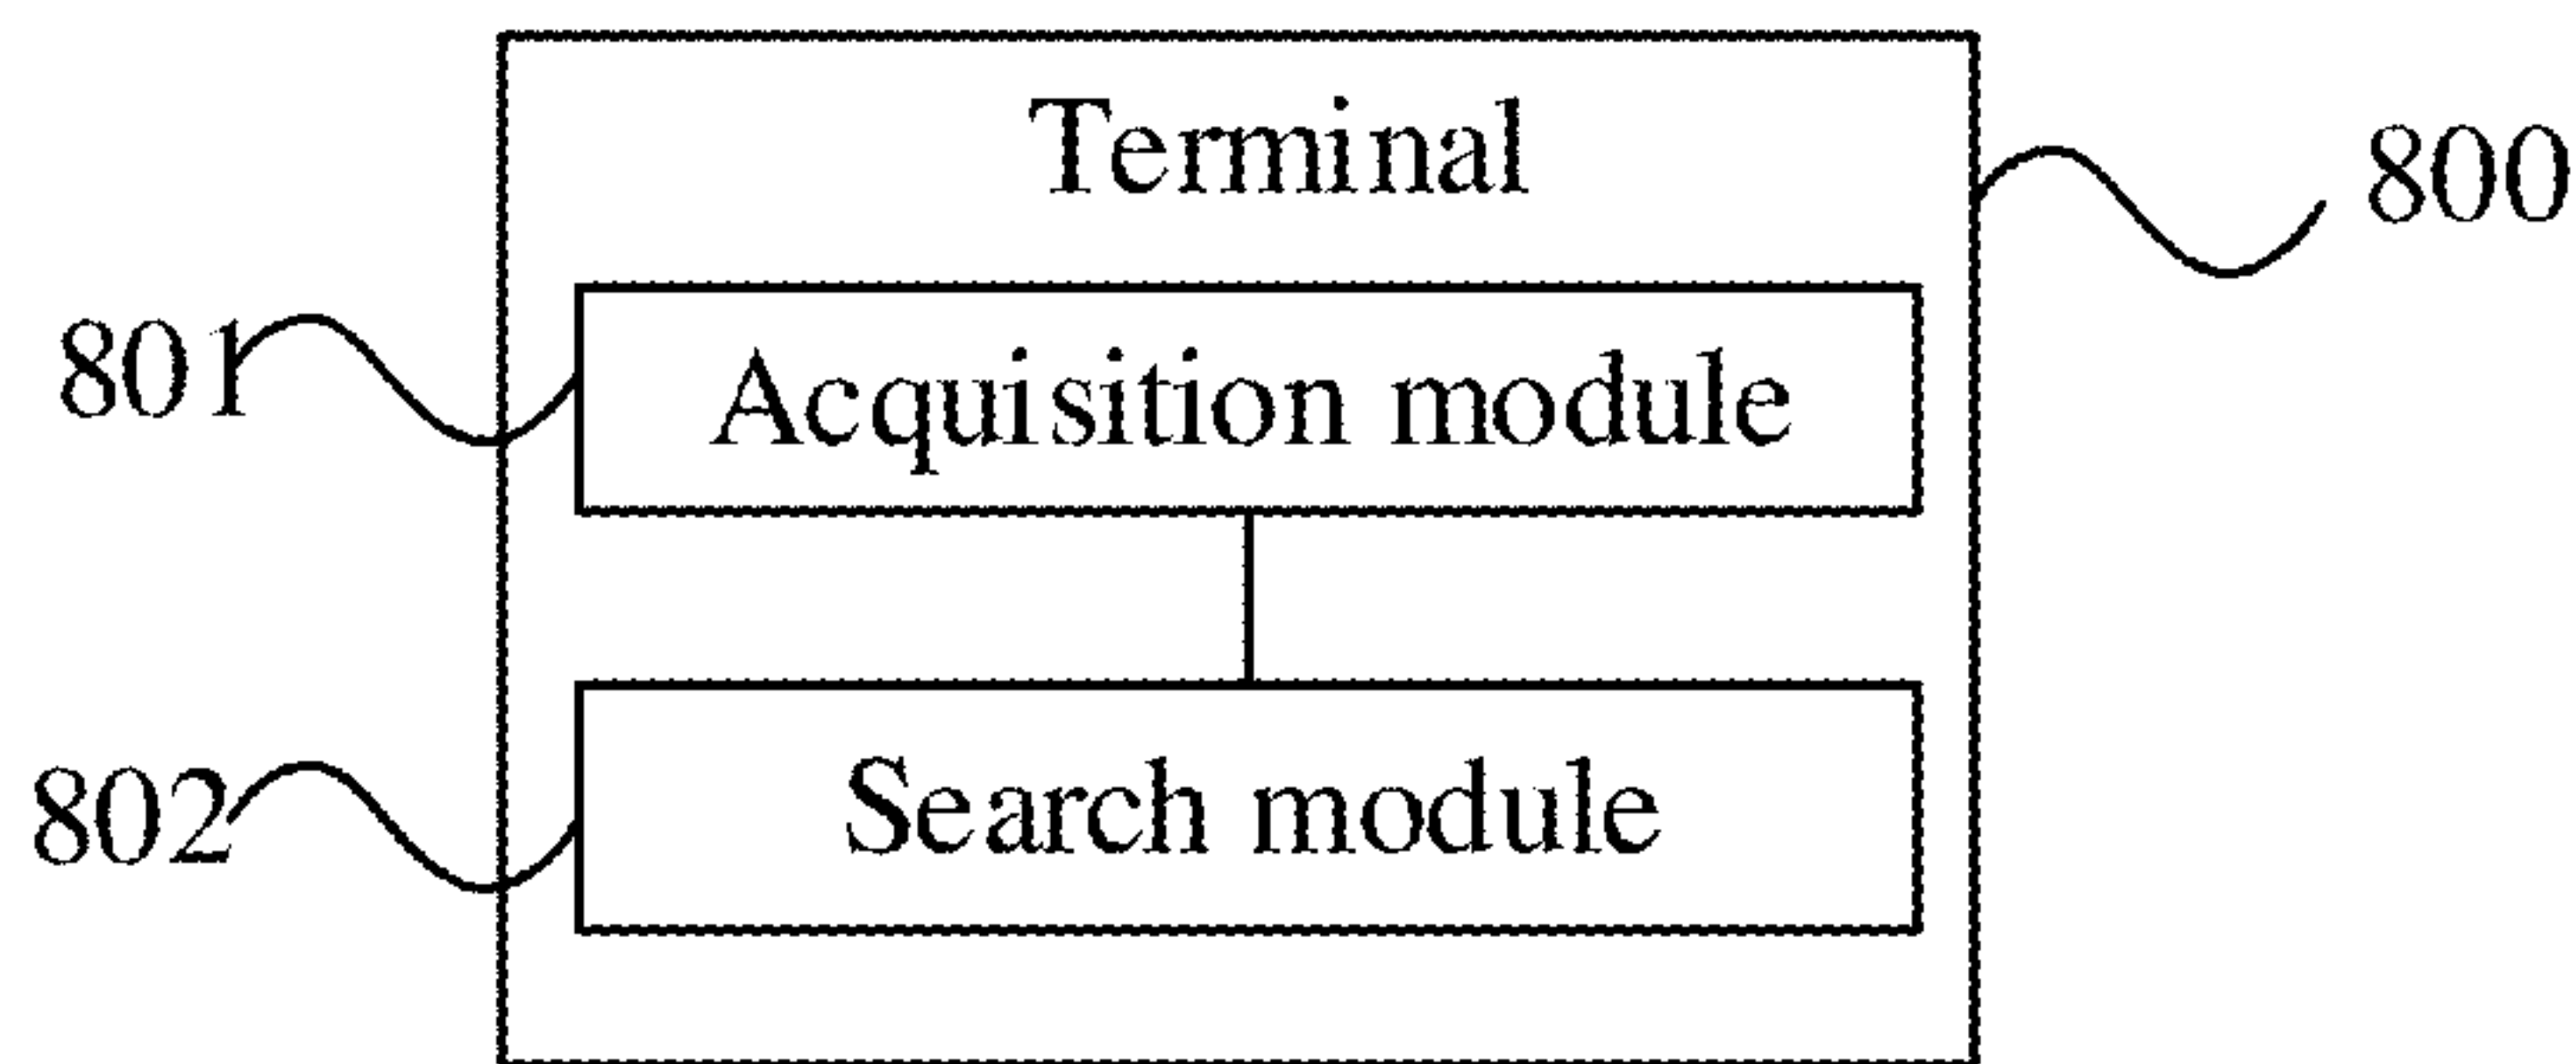 Terminal
800
801
Acquisition module
802
Search module